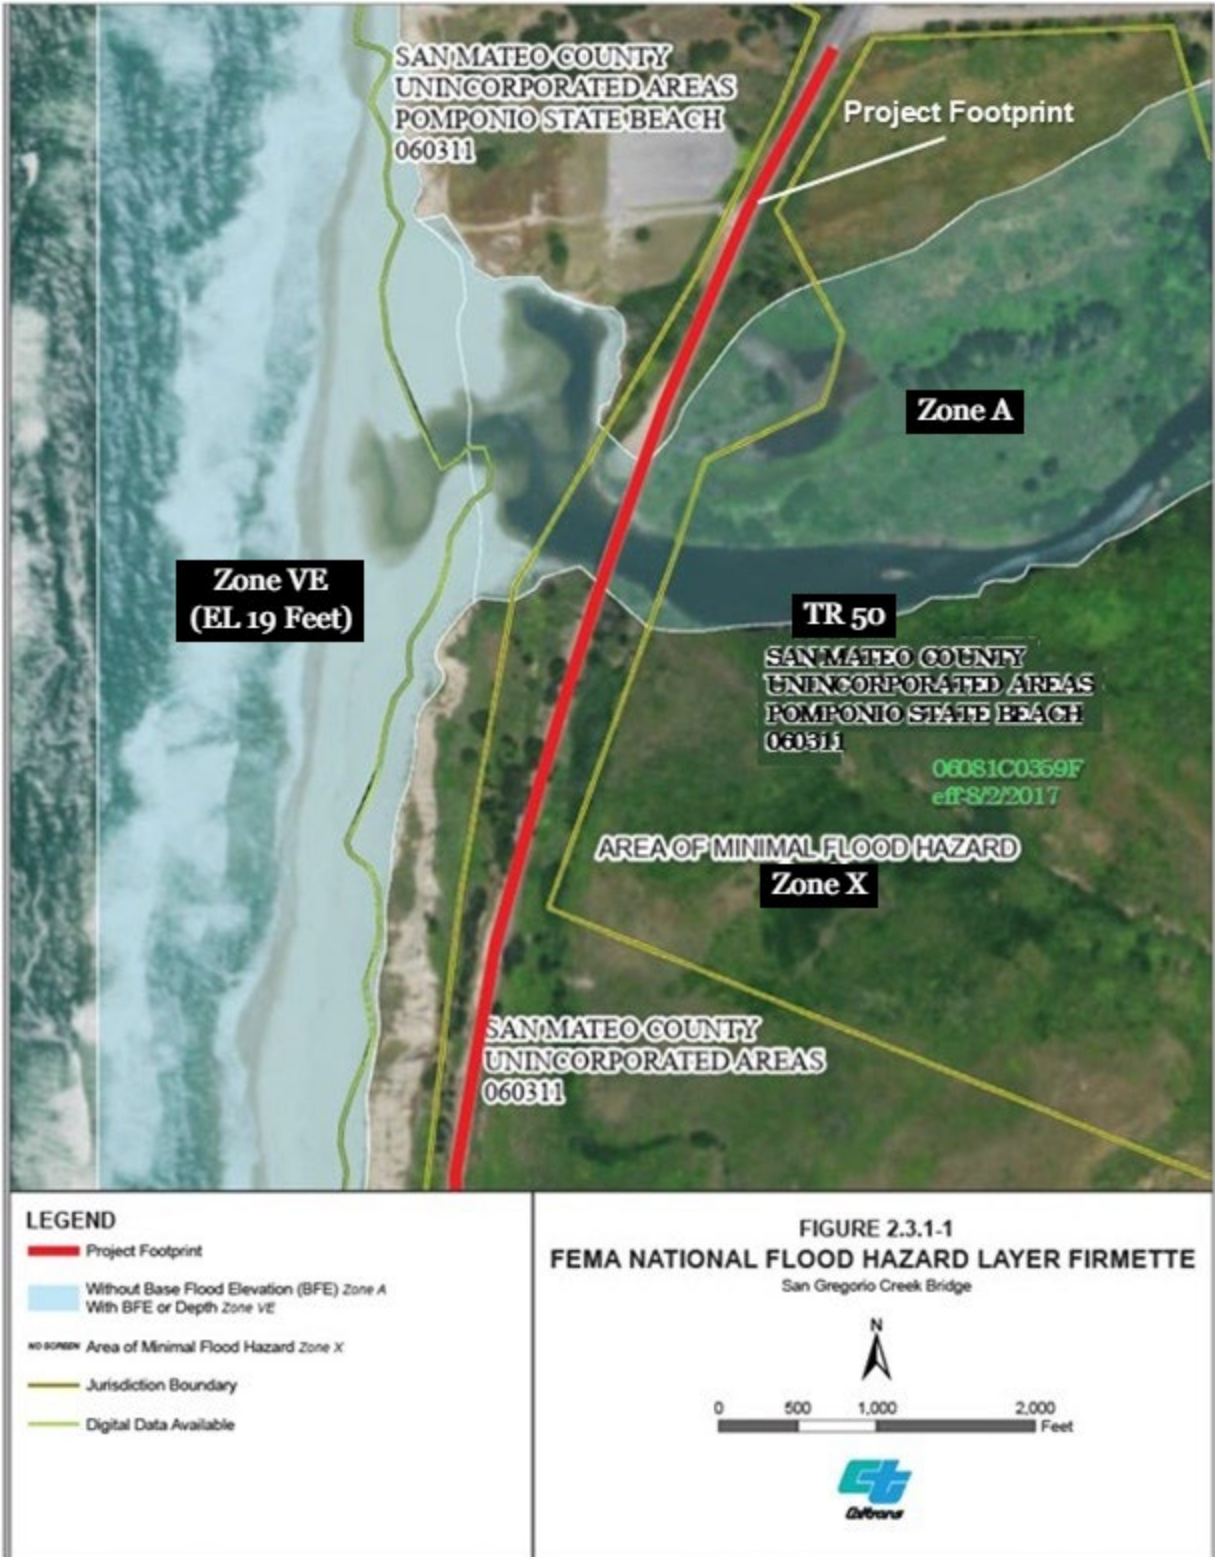 SAN MATEO COUNTY
UNINCORPORATED AREAS
POMPONIO STATE BEACH
060311
Project Footprint
Zone A
Zone VE
(EL 19 Feet)
TR 50
SAN MATEO COUNTY
UNINCORPORATED AREAS
POMPONIO STATE BEACH
060311
06081C0359F
eff 8/2/2017
AREA OF MINIMAL FLOOD HAZARD
Zone X
SAN MATEO COUNTY
UNINCORPORATED AREAS
060311
LEGEND
Project Footprint
Without Base Flood Elevation (BFE) Zone A
With BFE or Depth Zone VE
NO SCREEN Area of Minimal Flood Hazard Zone X
Jurisdiction Boundary
Digital Data Available
FIGURE 2.3.1-1
FEMA NATIONAL FLOOD HAZARD LAYER FIRMETTE
San Gregorio Creek Bridge
N
0 500 1,000 2,000
Feet
Caltrans